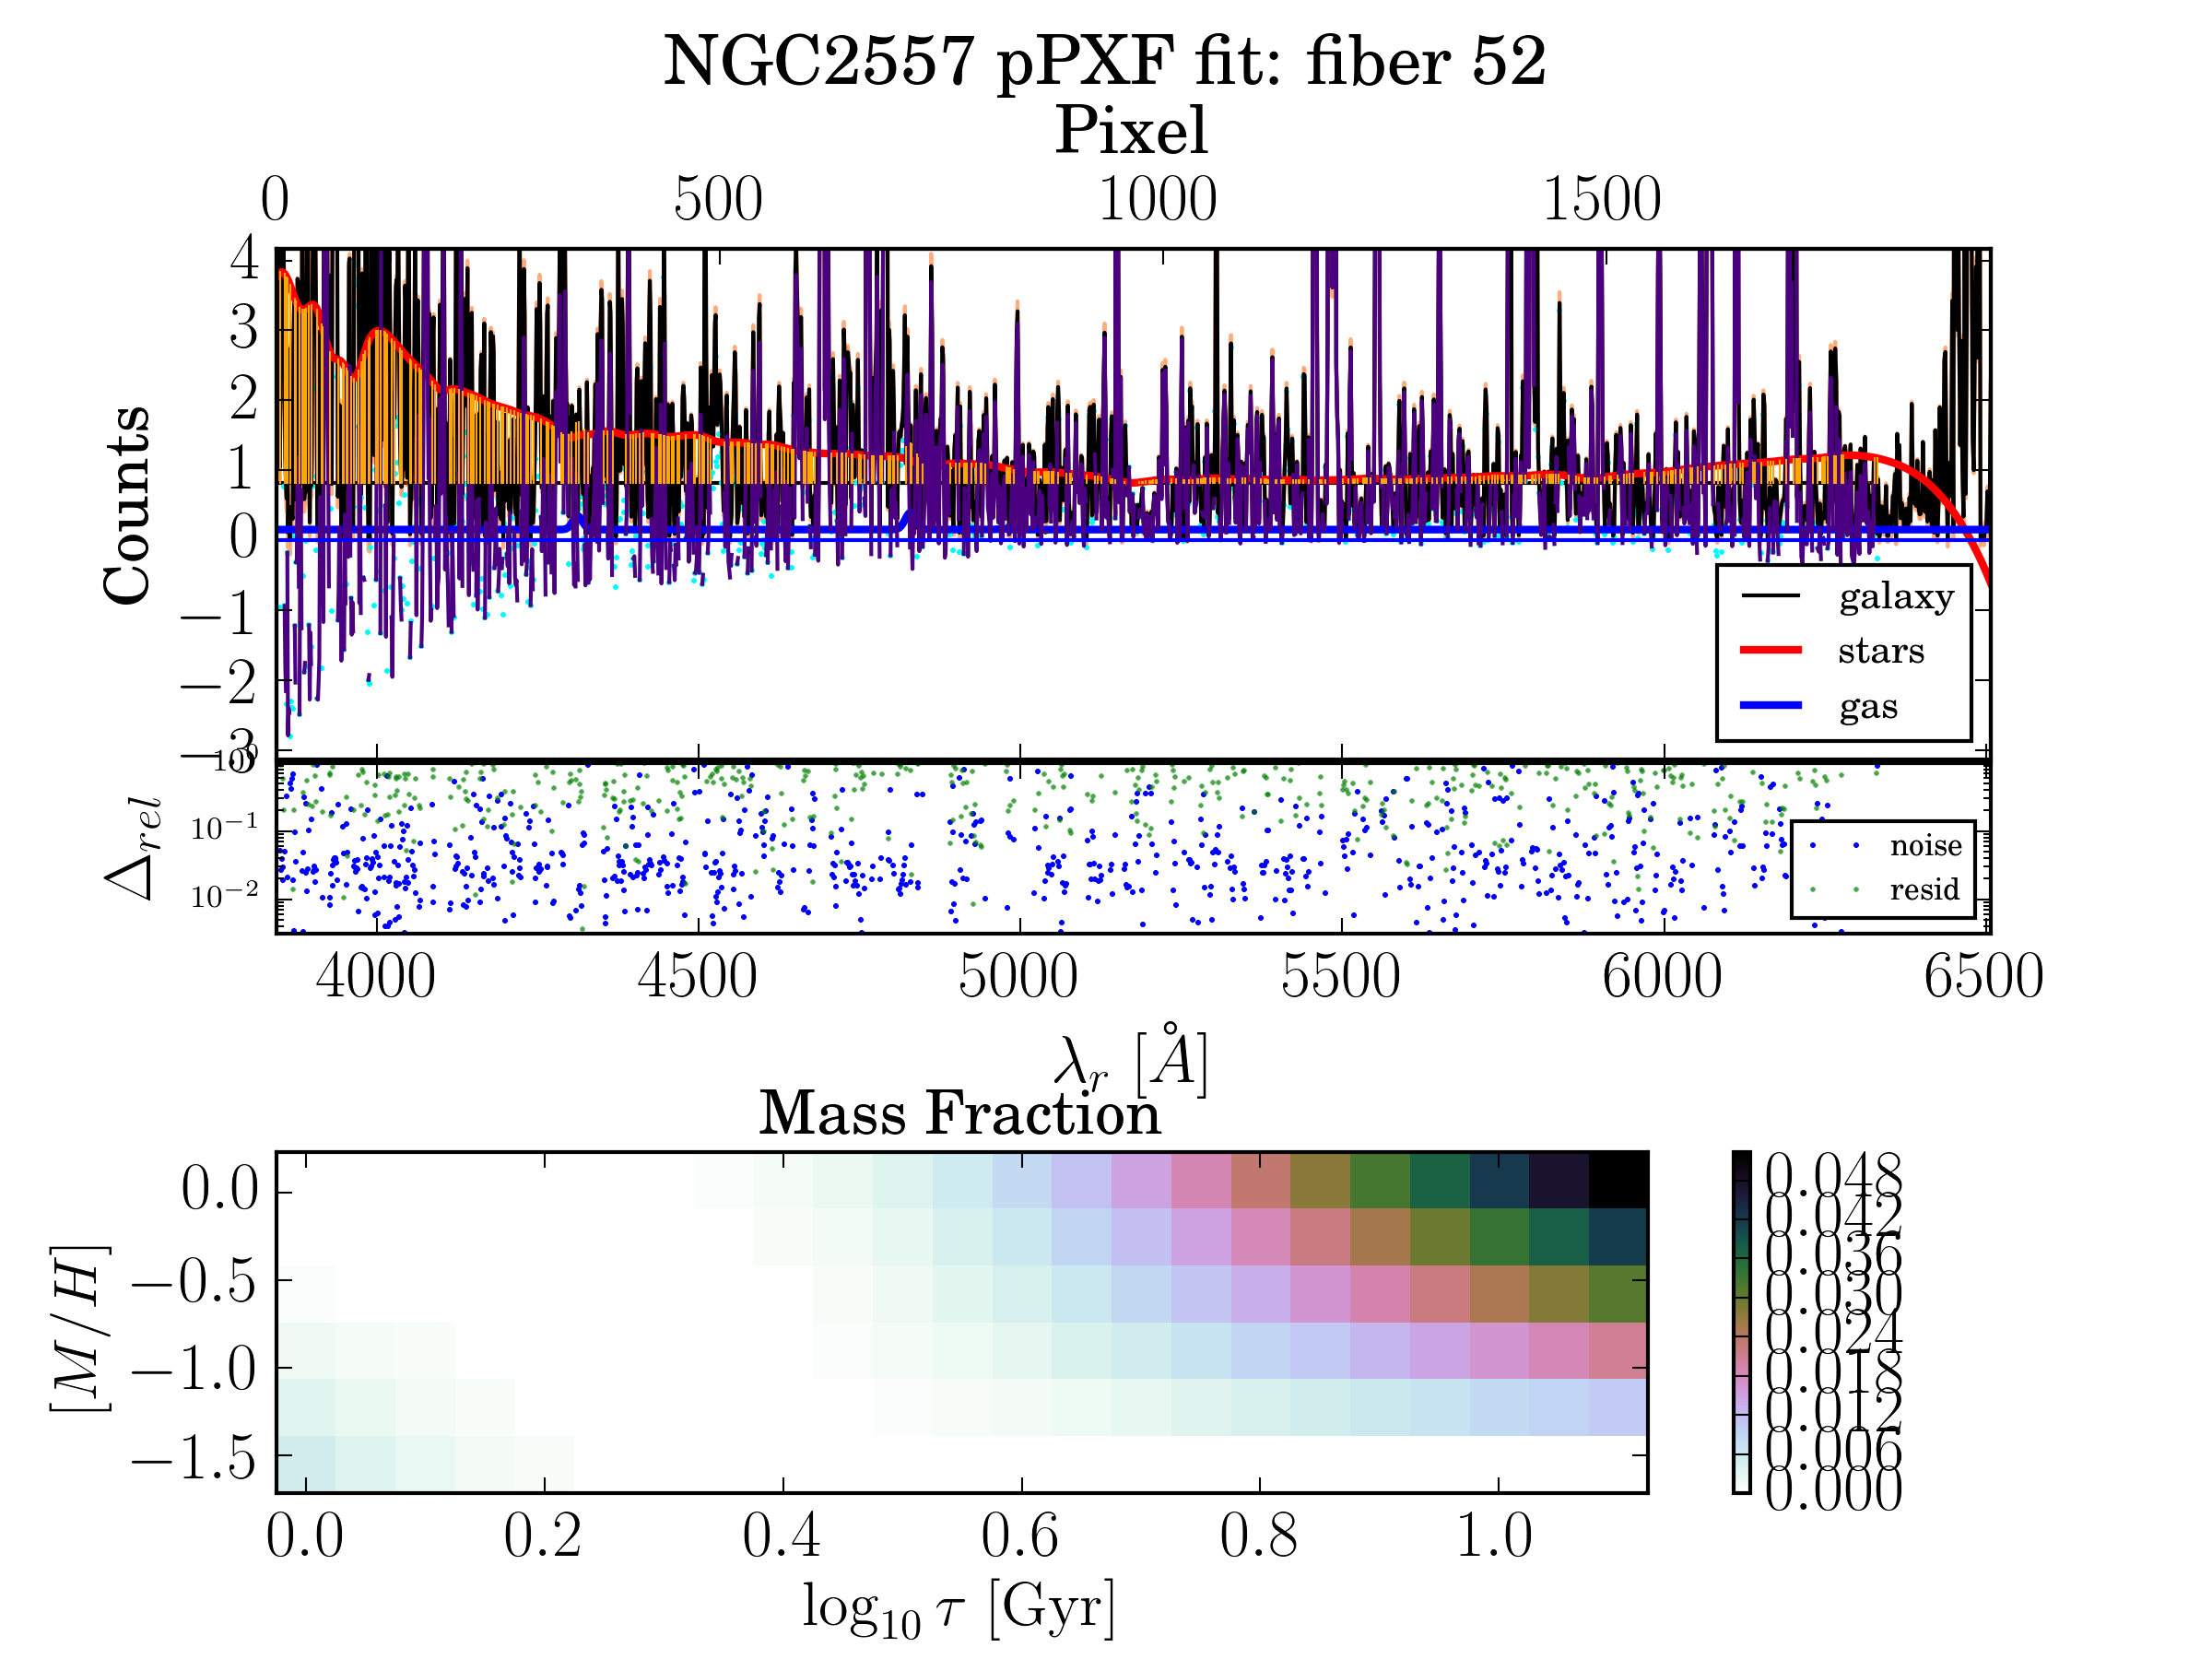 NGC2557 pPXF fit: fiber 52
Pixel
0 500 1000 1500
4
3
2
1
0
−1
−2
−3
Counts
galaxy
stars
gas
10⁰
10⁻¹
10⁻²
Δrel
noise
resid
4000 4500 5000 5500 6000 6500
λr [Å]
Mass Fraction
0.0
−0.5
−1.0
−1.5
[M/H]
0.048
0.042
0.036
0.030
0.024
0.018
0.012
0.006
0.000
0.0 0.2 0.4 0.6 0.8 1.0
log₁₀ τ [Gyr]